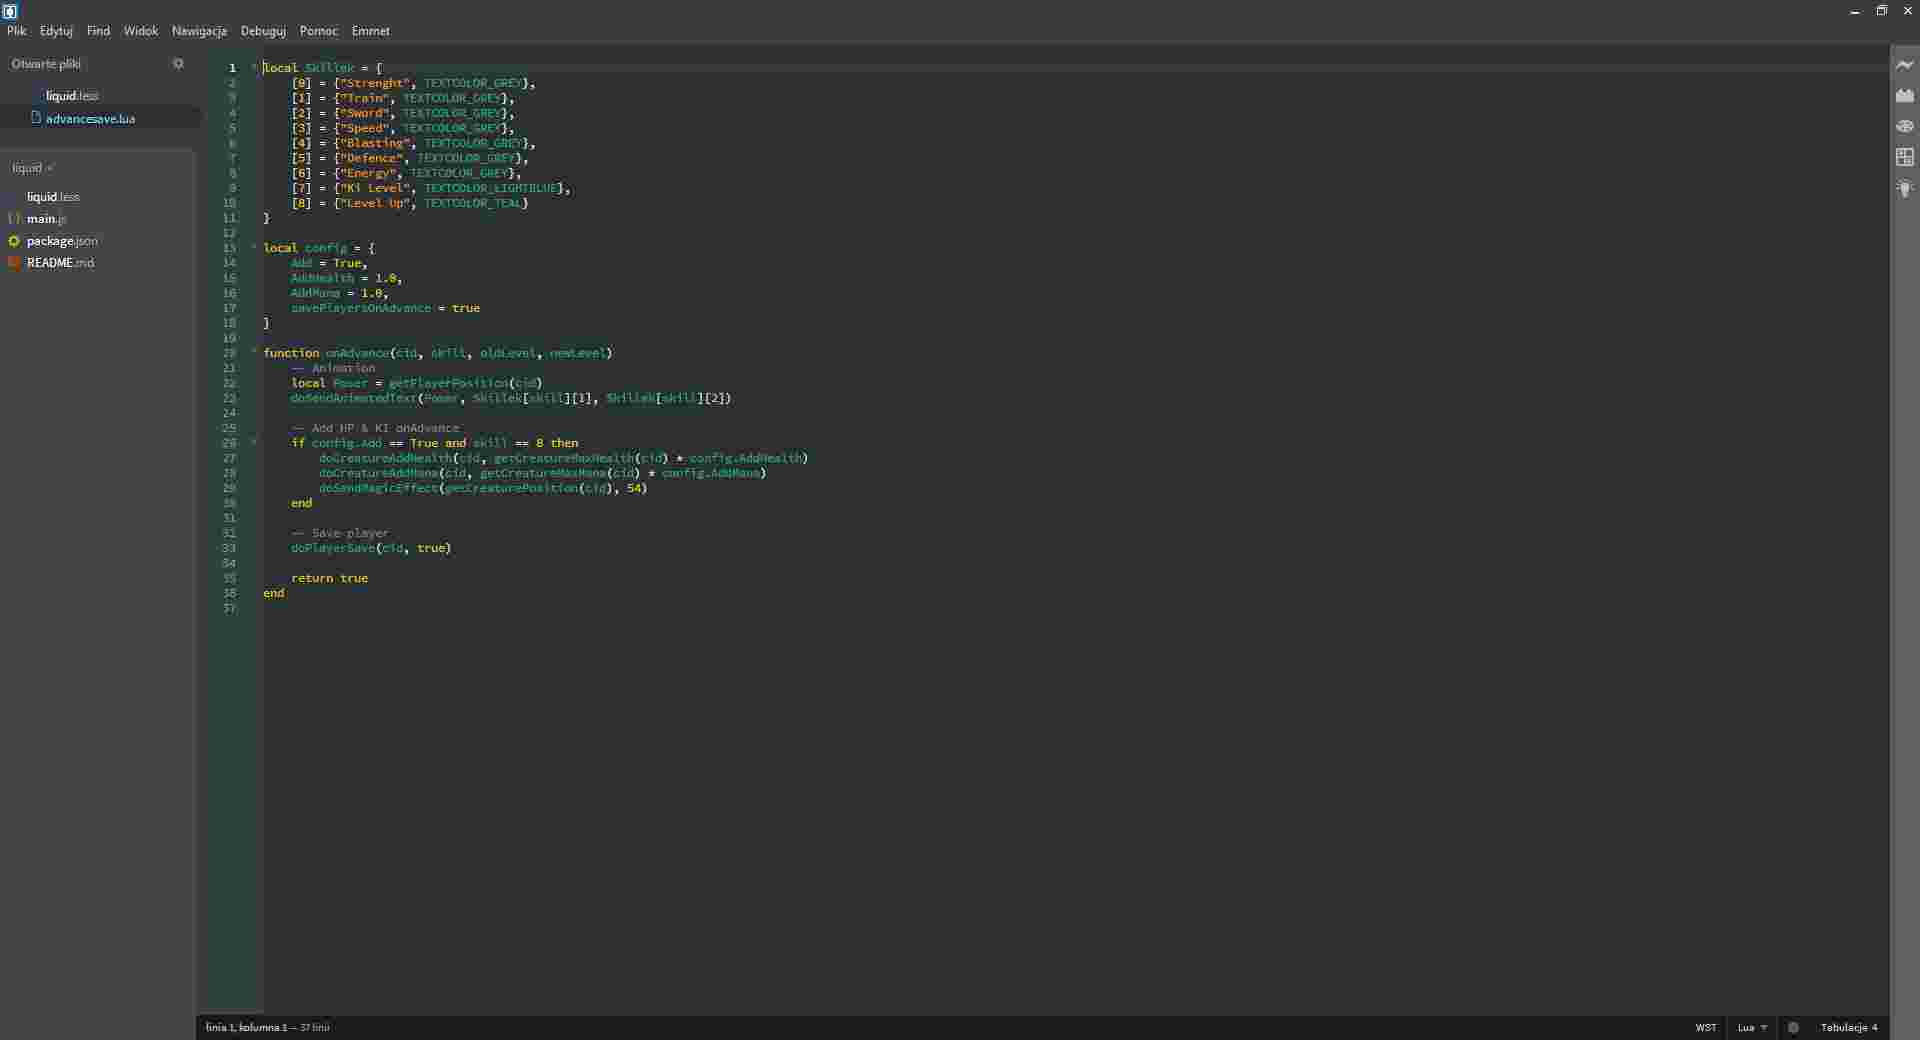 Plik Edytuj Find Widok Nawigacja Debuguj Pomoc Emmet
Otwarte pliki
liquid.less
advancesave.lua
liquid
liquid.less
main.js
package.json
README.md
1 local Skillek = {
2 [0] = {"Strenght", TEXTCOLOR_GREY},
3 [1] = {"Train", TEXTCOLOR_GREY},
4 [2] = {"Sword", TEXTCOLOR_GREY},
5 [3] = {"Speed", TEXTCOLOR_GREY},
6 [4] = {"Blasting", TEXTCOLOR_GREY},
7 [5] = {"Defence", TEXTCOLOR_GREY},
8 [6] = {"Energy", TEXTCOLOR_GREY},
9 [7] = {"Ki Level", TEXTCOLOR_LIGHTBLUE},
10 [8] = {"Level Up", TEXTCOLOR_TEAL}
11 }
12
13 local config = {
14 Add = True,
15 AddHealth = 1.0,
16 AddMana = 1.0,
17 savePlayersOnAdvance = true
18 }
19
20 function onAdvance(cid, skill, oldLevel, newLevel)
21 -- Animation
22 local Poser = getPlayerPosition(cid)
23 doSendAnimatedText(Poser, Skillek[skill][1], Skillek[skill][2])
24
25 -- Add HP & KI onAdvance
26 if config.Add == True and skill == 8 then
27 doCreatureAddHealth(cid, getCreatureMaxHealth(cid) * config.AddHealth)
28 doCreatureAddMana(cid, getCreatureMaxMana(cid) * config.AddMana)
29 doSendMagicEffect(getCreaturePosition(cid), 54)
30 end
31
32 -- Save player
33 doPlayerSave(cid, true)
34
35 return true
36 end
37
linia 1, kolumna 1 — 37 linii
WST Lua Tabulacje 4